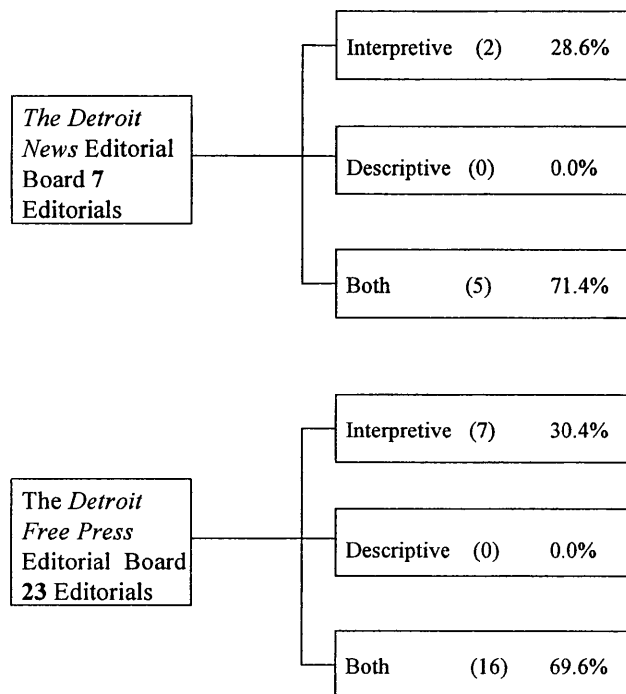 Interpretive (2) 28.6%
The Detroit
News Editorial
Board 7
Editorials
Descriptive (0) 0.0%
Both (5) 71.4%
Interpretive (7) 30.4%
The Detroit
Free Press
Editorial Board
23 Editorials
Descriptive (0) 0.0%
Both (16) 69.6%